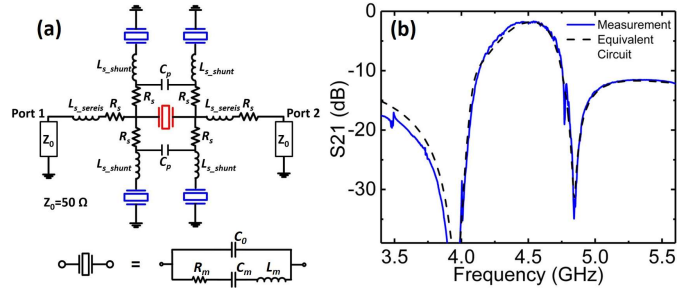 (a)
L_s_shunt
L_s_shunt
C_p
R_s
R_s
Port 1
L_s_sereis
R_s
L_s_sereis
R_s
Port 2
Z_0
R_s
R_s
Z_0
C_p
L_s_shunt
L_s_shunt
Z_0=50 Ω
=
C_0
R_m
C_m
L_m
(b)
Measurement
Equivalent
Circuit
S21 (dB)
0
-10
-20
-30
3.5
4.0
4.5
5.0
5.5
Frequency (GHz)